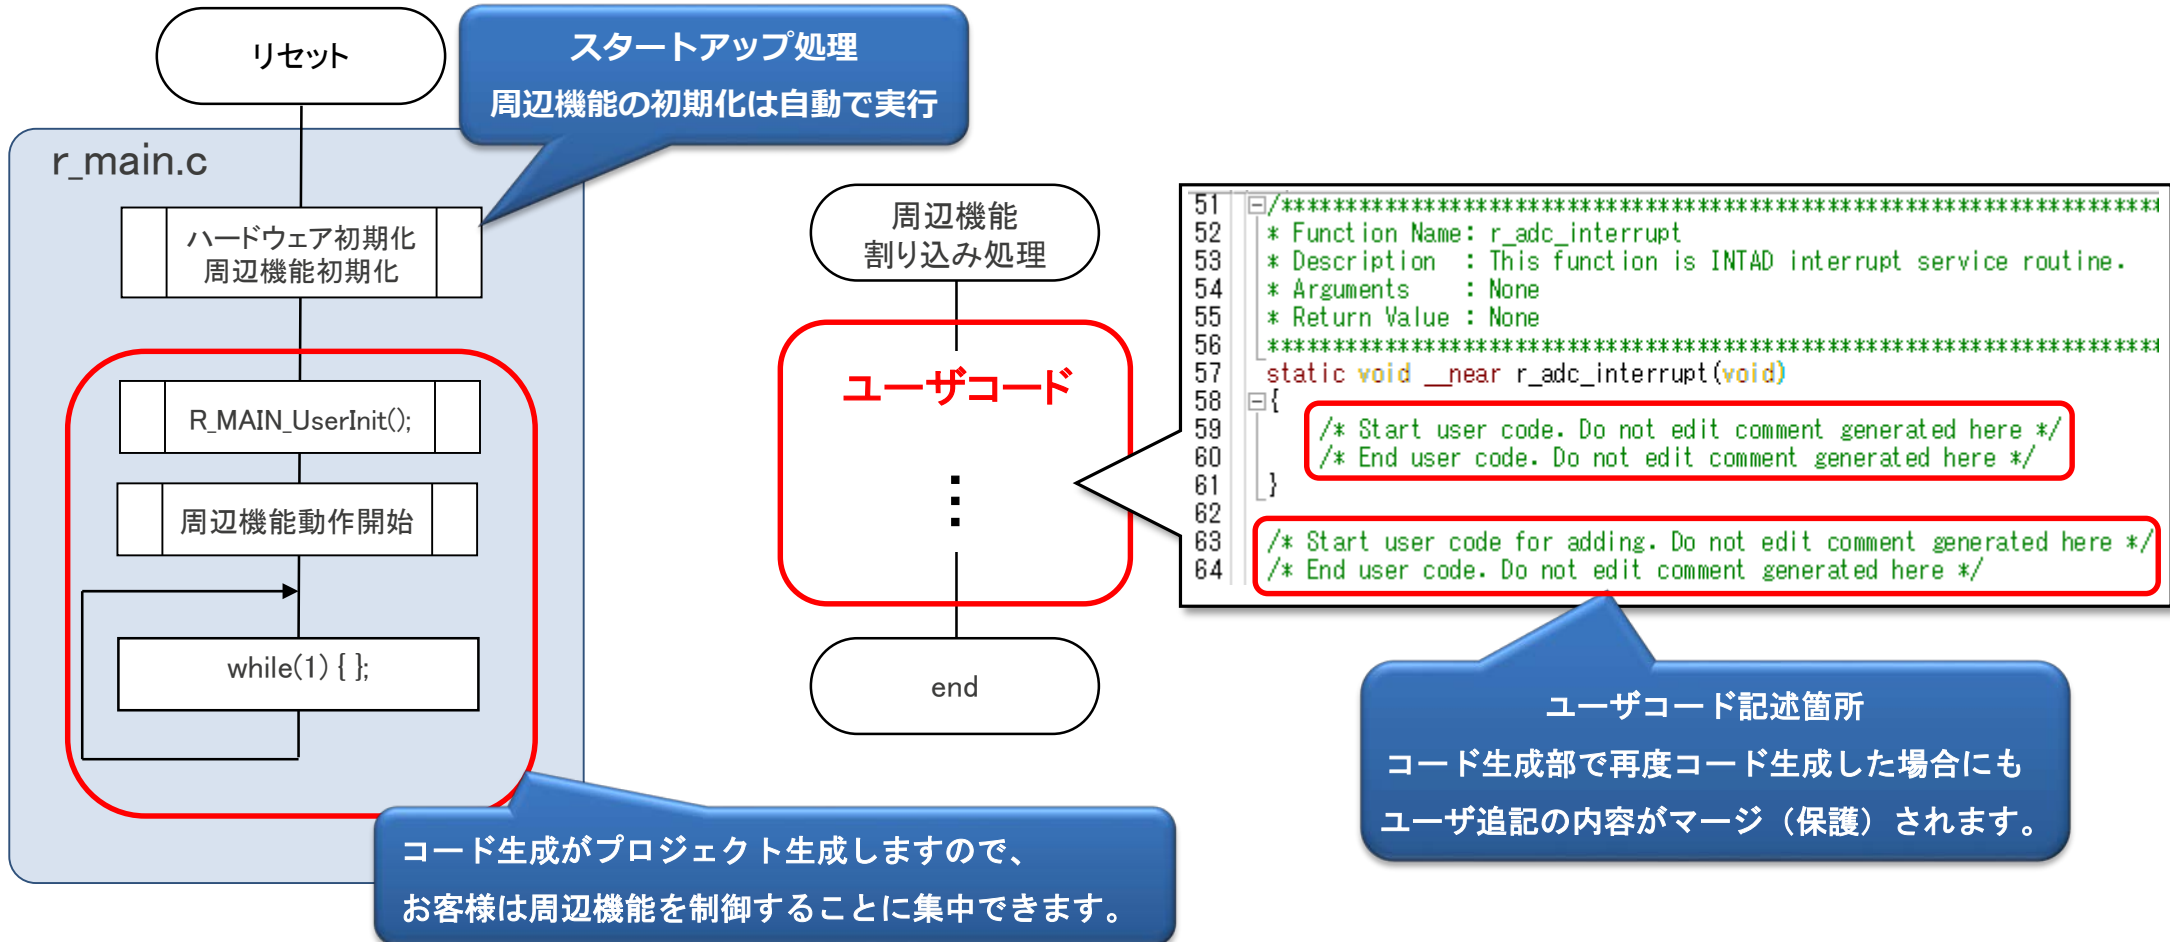 リセット
スタートアップ処理
周辺機能の初期化は自動で実行
r_main.c
ハードウェア初期化
周辺機能初期化
R_MAIN_UserInit();
周辺機能動作開始
while(1) { };
コード生成がプロジェクト生成しますので、
お客様は周辺機能を制御することに集中できます。
周辺機能
割り込み処理
ユーザコード
⋮
end
51 /*******************************************************************
52 * Function Name: r_adc_interrupt
53 * Description  : This function is INTAD interrupt service routine.
54 * Arguments    : None
55 * Return Value : None
56 ********************************************************************
57 static void __near r_adc_interrupt(void)
58 {
59     /* Start user code. Do not edit comment generated here */
60     /* End user code. Do not edit comment generated here */
61 }
62
63 /* Start user code for adding. Do not edit comment generated here */
64 /* End user code. Do not edit comment generated here */
ユーザコード記述箇所
コード生成部で再度コード生成した場合にも
ユーザ追記の内容がマージ（保護）されます。